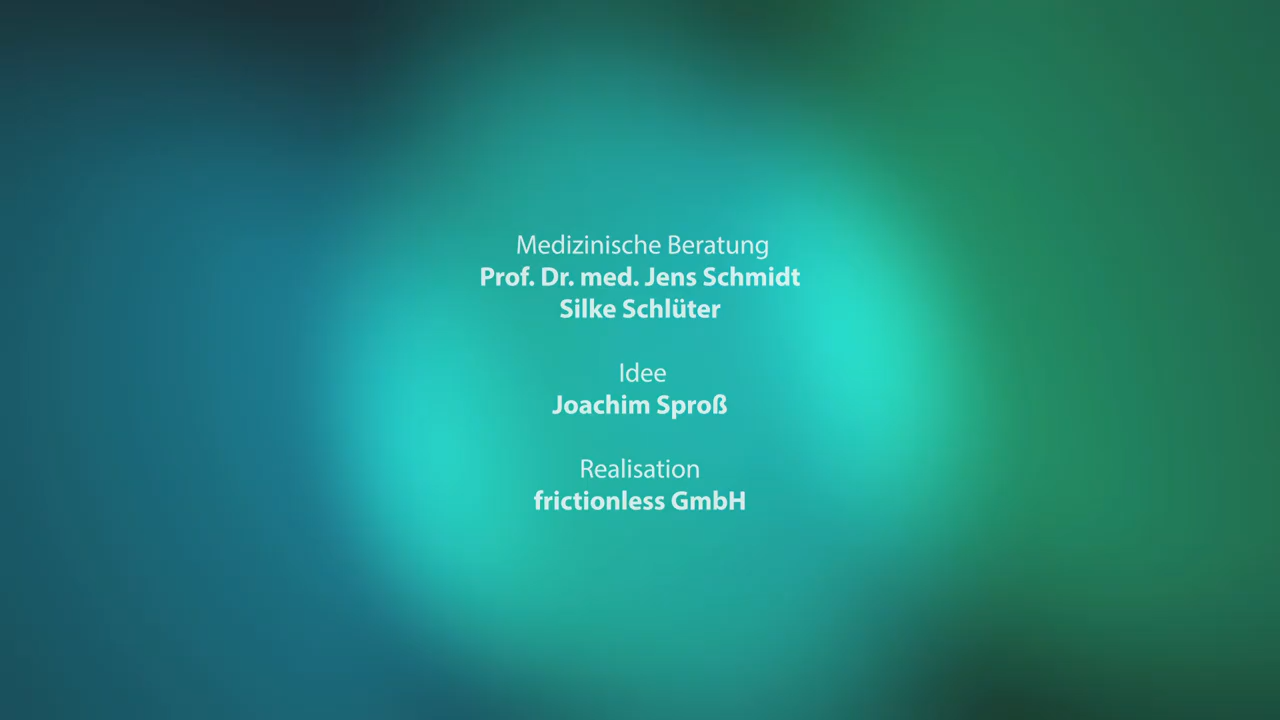 Medizinische Beratung
Prof. Dr. med. Jens Schmidt
Silke Schlüter
Idee
Joachim Sproß
Realisation
frictionless GmbH